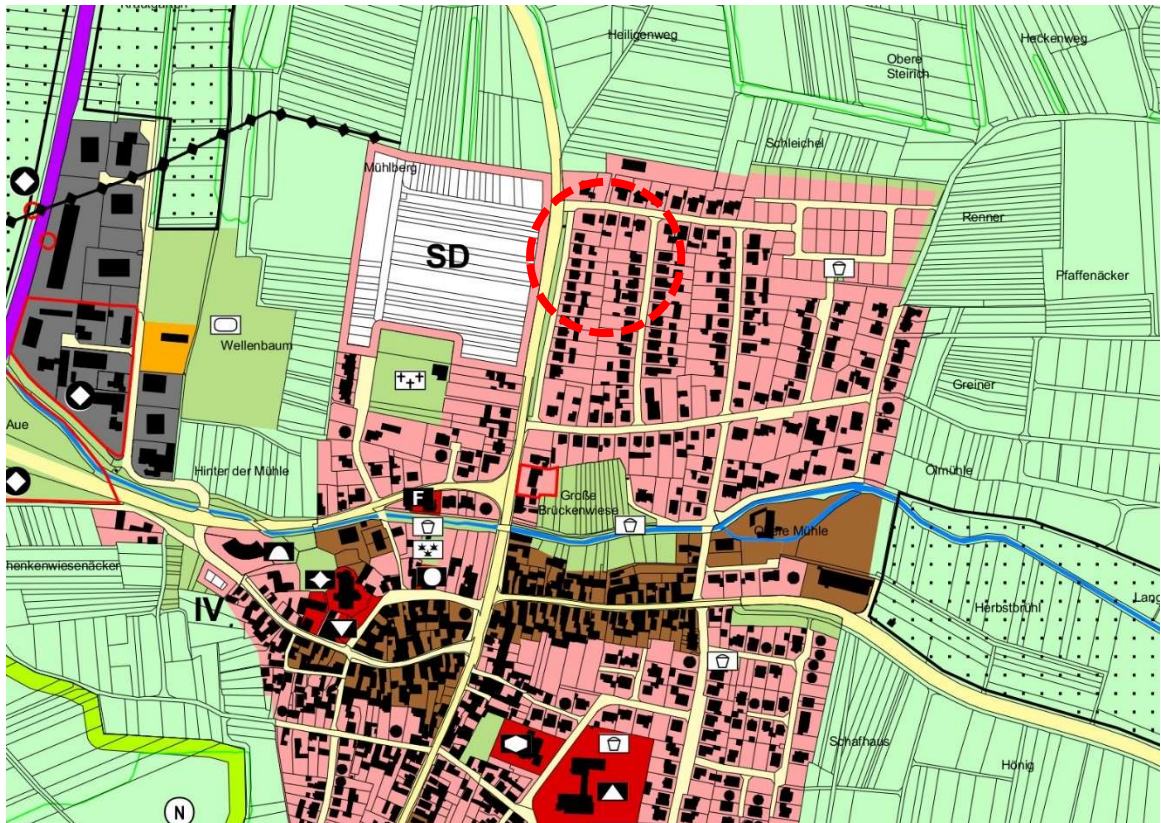 Heiligenweg
Heckenweg
Obere
Steirich
Schleichel
Mühlberg
Renner
SD
Pfaffenäcker
Wellenbaum
Greiner
Aue
Hinter der Mühle
Ölmühle
F
Große
Brückenwiese
Obere Mühle
henkenwiesenäcker
IV
Herbstbrühl
Lang
Schafhaus
Hönig
N